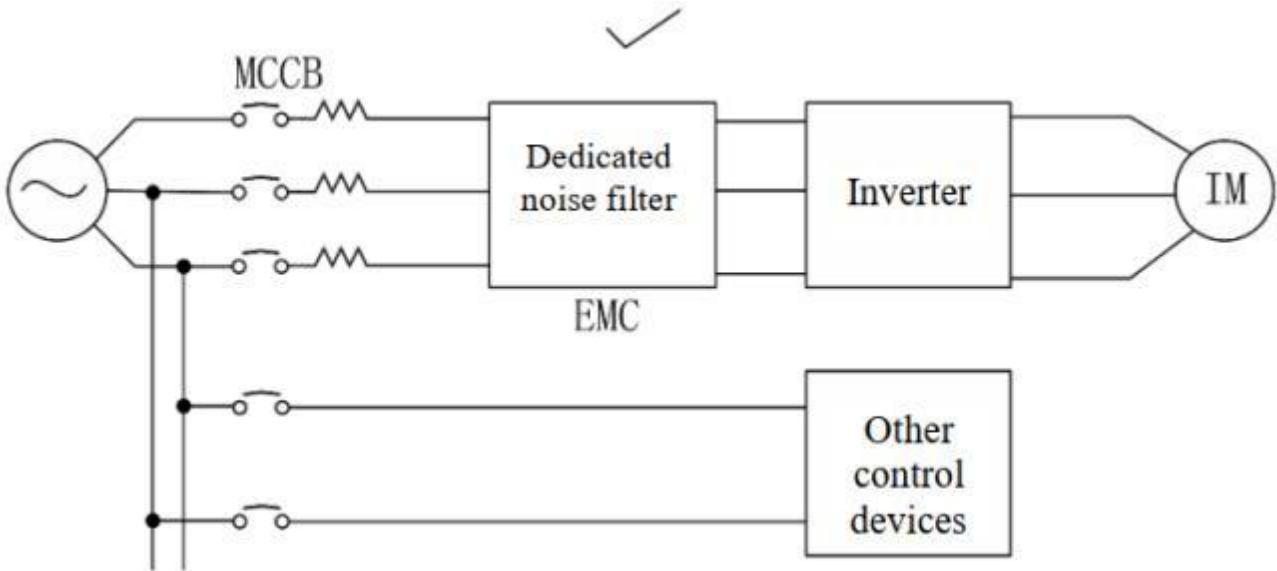 MCCB
Dedicated
noise filter
Inverter
IM
EMC
Other
control
devices